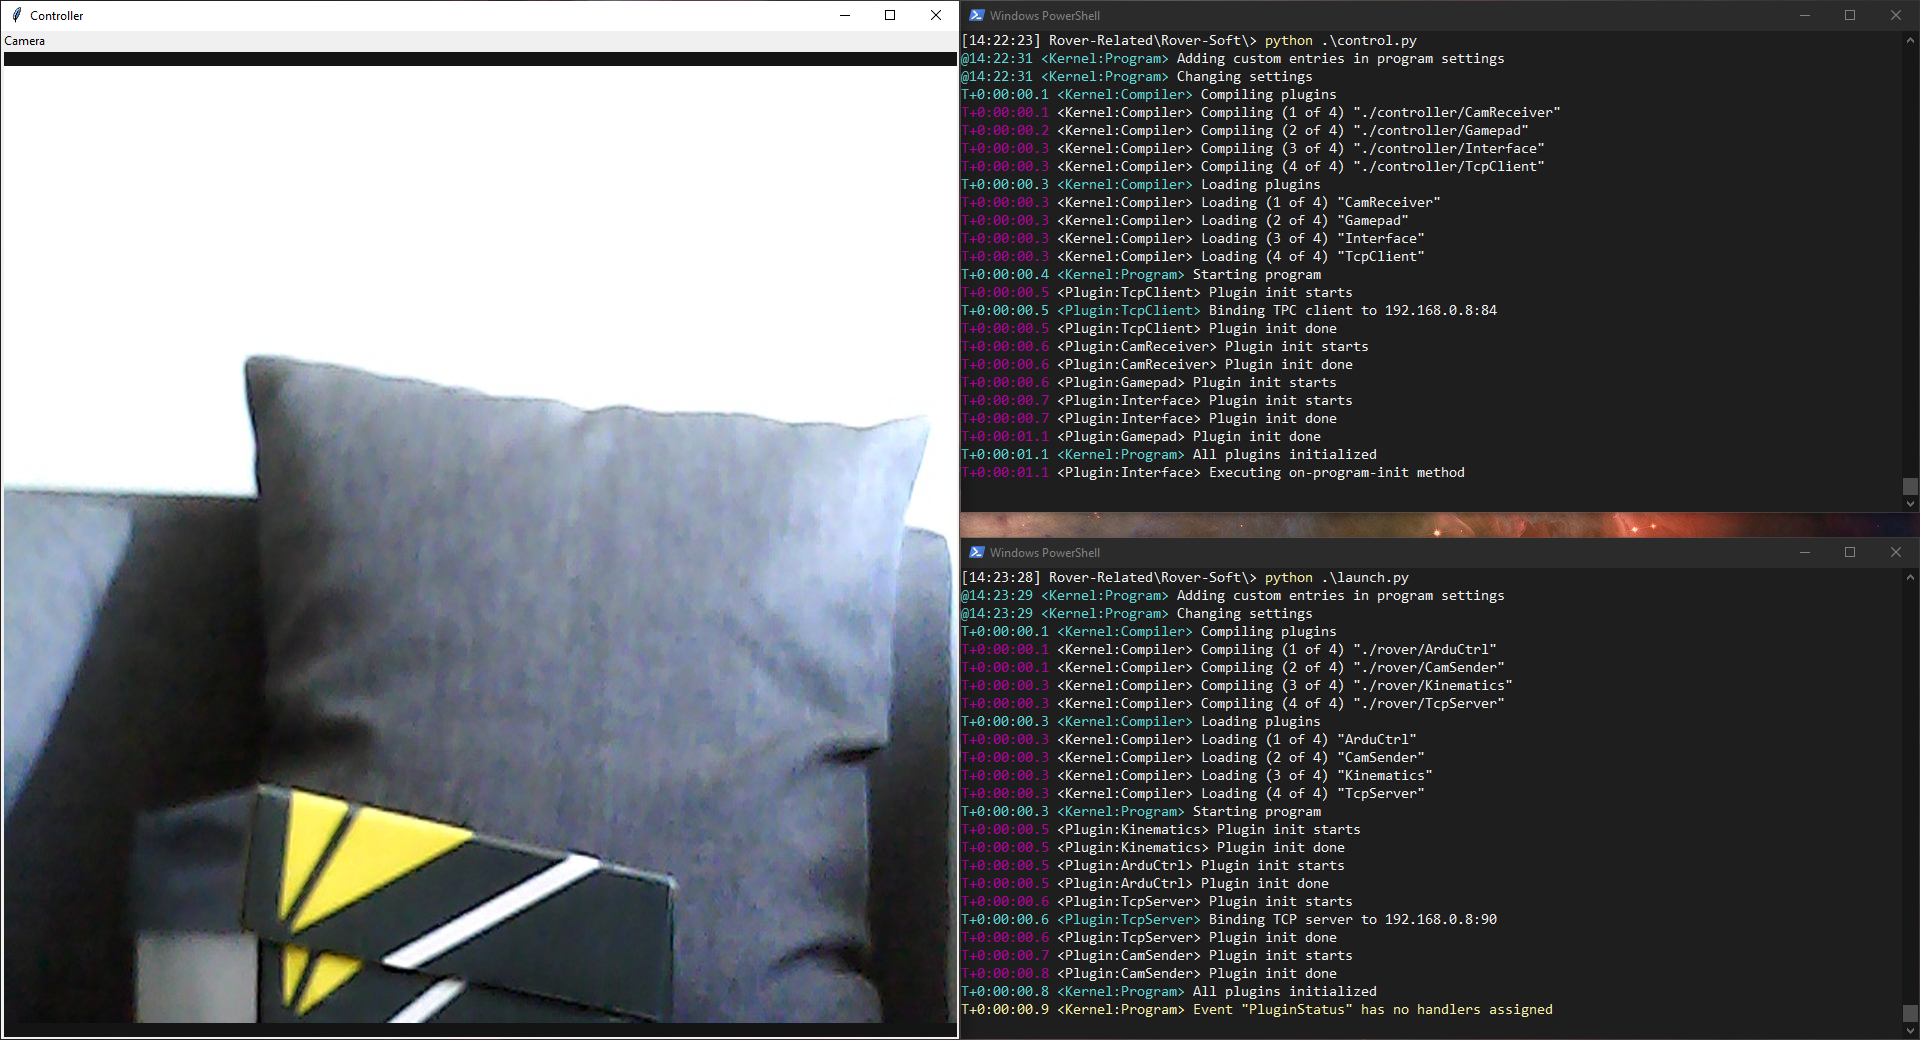 Controller
Camera
Windows PowerShell
[14:22:23] Rover-Related\Rover-Soft\> python .\control.py
@14:22:31 <Kernel:Program> Adding custom entries in program settings
@14:22:31 <Kernel:Program> Changing settings
T+0:00:00.1 <Kernel:Compiler> Compiling plugins
T+0:00:00.1 <Kernel:Compiler> Compiling (1 of 4) "./controller/CamReceiver"
T+0:00:00.2 <Kernel:Compiler> Compiling (2 of 4) "./controller/Gamepad"
T+0:00:00.3 <Kernel:Compiler> Compiling (3 of 4) "./controller/Interface"
T+0:00:00.3 <Kernel:Compiler> Compiling (4 of 4) "./controller/TcpClient"
T+0:00:00.3 <Kernel:Compiler> Loading plugins
T+0:00:00.3 <Kernel:Compiler> Loading (1 of 4) "CamReceiver"
T+0:00:00.3 <Kernel:Compiler> Loading (2 of 4) "Gamepad"
T+0:00:00.3 <Kernel:Compiler> Loading (3 of 4) "Interface"
T+0:00:00.3 <Kernel:Compiler> Loading (4 of 4) "TcpClient"
T+0:00:00.4 <Kernel:Program> Starting program
T+0:00:00.5 <Plugin:TcpClient> Plugin init starts
T+0:00:00.5 <Plugin:TcpClient> Binding TPC client to 192.168.0.8:84
T+0:00:00.5 <Plugin:TcpClient> Plugin init done
T+0:00:00.6 <Plugin:CamReceiver> Plugin init starts
T+0:00:00.6 <Plugin:CamReceiver> Plugin init done
T+0:00:00.6 <Plugin:Gamepad> Plugin init starts
T+0:00:00.7 <Plugin:Interface> Plugin init starts
T+0:00:00.7 <Plugin:Interface> Plugin init done
T+0:00:01.1 <Plugin:Gamepad> Plugin init done
T+0:00:01.1 <Kernel:Program> All plugins initialized
T+0:00:01.1 <Plugin:Interface> Executing on-program-init method
Windows PowerShell
[14:23:28] Rover-Related\Rover-Soft\> python .\launch.py
@14:23:29 <Kernel:Program> Adding custom entries in program settings
@14:23:29 <Kernel:Program> Changing settings
T+0:00:00.1 <Kernel:Compiler> Compiling plugins
T+0:00:00.1 <Kernel:Compiler> Compiling (1 of 4) "./rover/ArduCtrl"
T+0:00:00.1 <Kernel:Compiler> Compiling (2 of 4) "./rover/CamSender"
T+0:00:00.3 <Kernel:Compiler> Compiling (3 of 4) "./rover/Kinematics"
T+0:00:00.3 <Kernel:Compiler> Compiling (4 of 4) "./rover/TcpServer"
T+0:00:00.3 <Kernel:Compiler> Loading plugins
T+0:00:00.3 <Kernel:Compiler> Loading (1 of 4) "ArduCtrl"
T+0:00:00.3 <Kernel:Compiler> Loading (2 of 4) "CamSender"
T+0:00:00.3 <Kernel:Compiler> Loading (3 of 4) "Kinematics"
T+0:00:00.3 <Kernel:Compiler> Loading (4 of 4) "TcpServer"
T+0:00:00.3 <Kernel:Program> Starting program
T+0:00:00.5 <Plugin:Kinematics> Plugin init starts
T+0:00:00.5 <Plugin:Kinematics> Plugin init done
T+0:00:00.5 <Plugin:ArduCtrl> Plugin init starts
T+0:00:00.5 <Plugin:ArduCtrl> Plugin init done
T+0:00:00.6 <Plugin:TcpServer> Plugin init starts
T+0:00:00.6 <Plugin:TcpServer> Binding TCP server to 192.168.0.8:90
T+0:00:00.6 <Plugin:TcpServer> Plugin init done
T+0:00:00.7 <Plugin:CamSender> Plugin init starts
T+0:00:00.8 <Plugin:CamSender> Plugin init done
T+0:00:00.8 <Kernel:Program> All plugins initialized
T+0:00:00.9 <Kernel:Program> Event "PluginStatus" has no handlers assigned